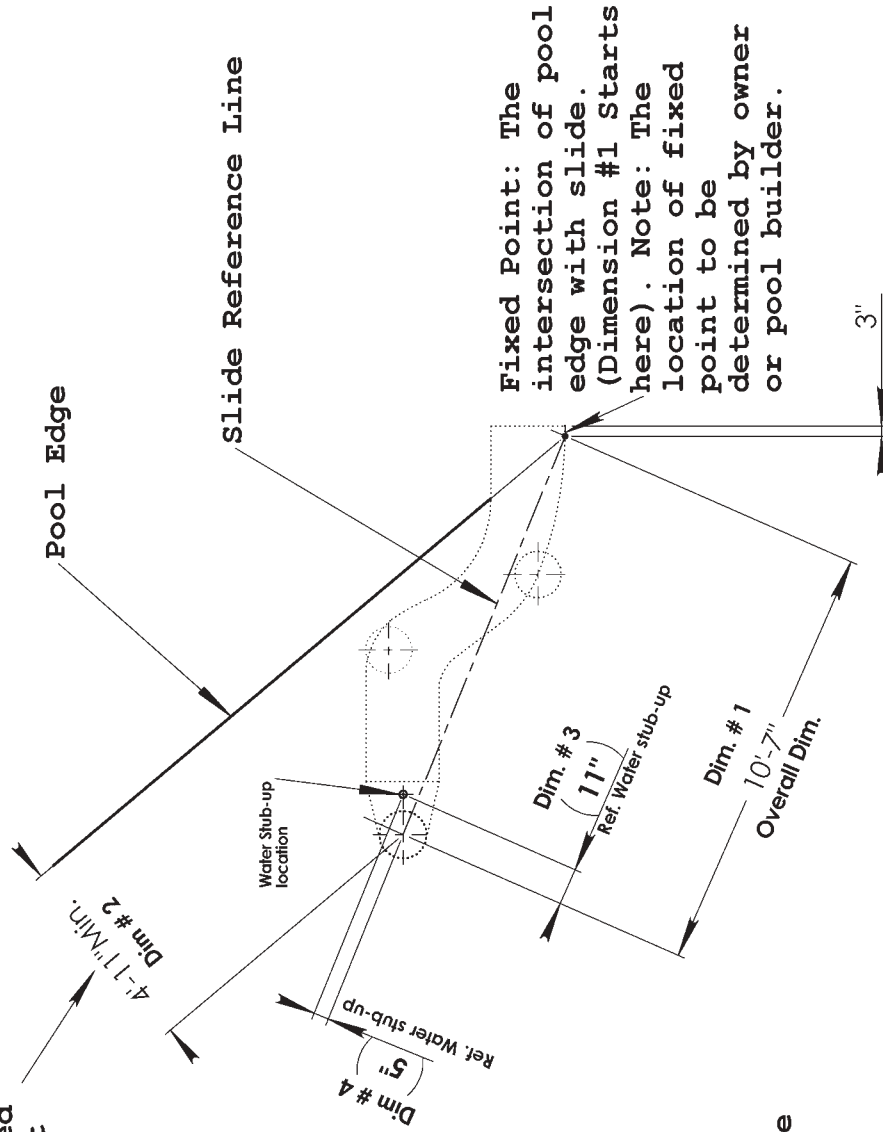 Pool Edge
Slide Reference Line
Fixed Point: The
intersection of pool
edge with slide.
(Dimension #1 Starts
here). Note: The
location of fixed
point to be
determined by owner
or pool builder.
3"
4'-11"Min.
Dim # 2
Water Stub-up
location
Dim. # 3
11"
Ref. Water stub-up
Dim. # 1
10'-7"
Overall Dim.
Ref. Water stub-up
5"
Dim # 4
ed
e